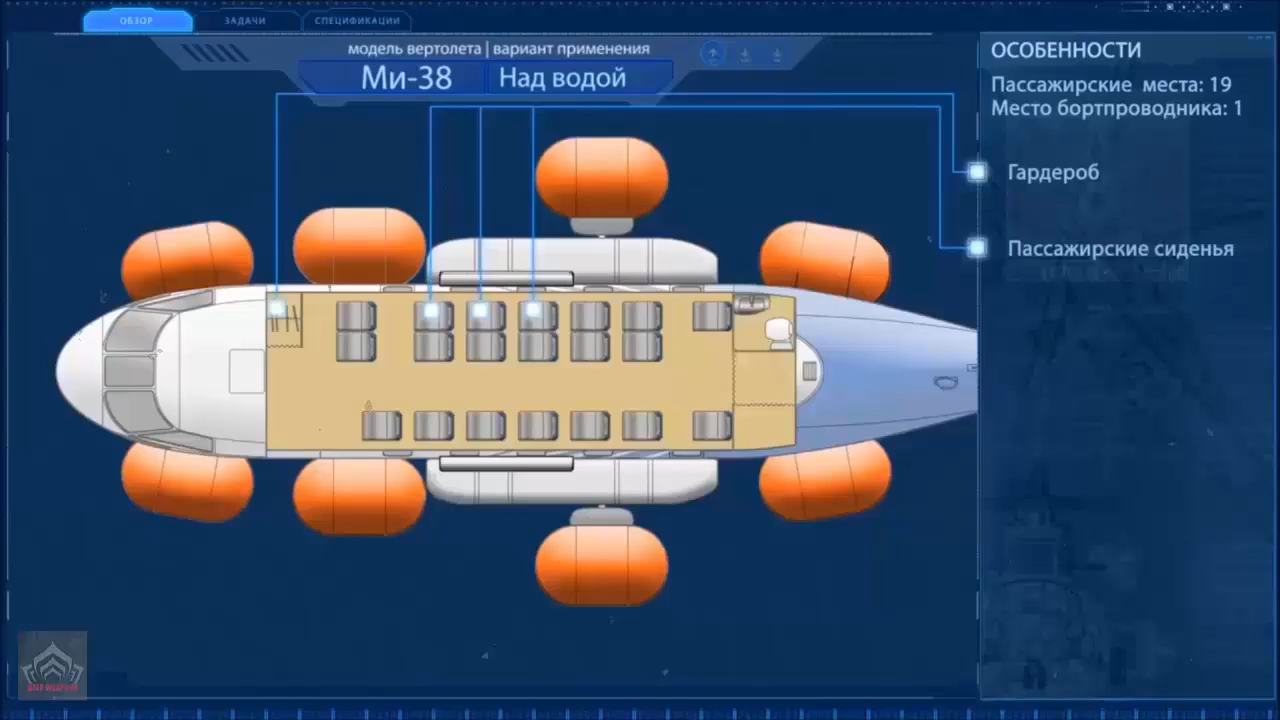 ОБЗОР
ЗАДАЧИ
СПЕЦИФИКАЦИИ
модель вертолета | вариант применения
Ми-38
Над водой
ОСОБЕННОСТИ
Пассажирские места: 19
Место бортпроводника: 1
Гардероб
Пассажирские сиденья